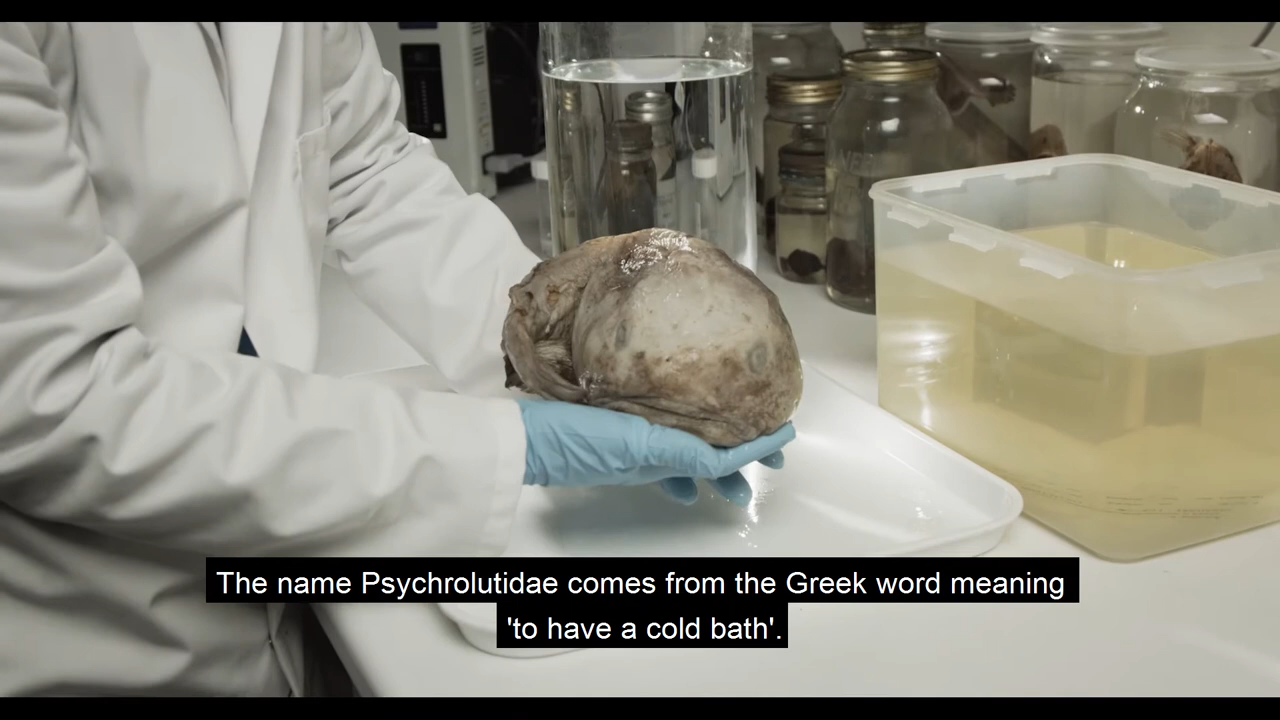 The name Psychrolutidae comes from the Greek word meaning
'to have a cold bath'.